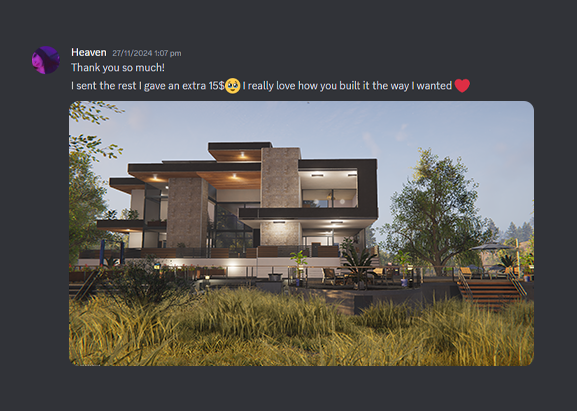 Heaven 27/11/2024 1:07 pm
Thank you so much!
I sent the rest I gave an extra 15$🥹 I really love how you built it the way I wanted ❤️